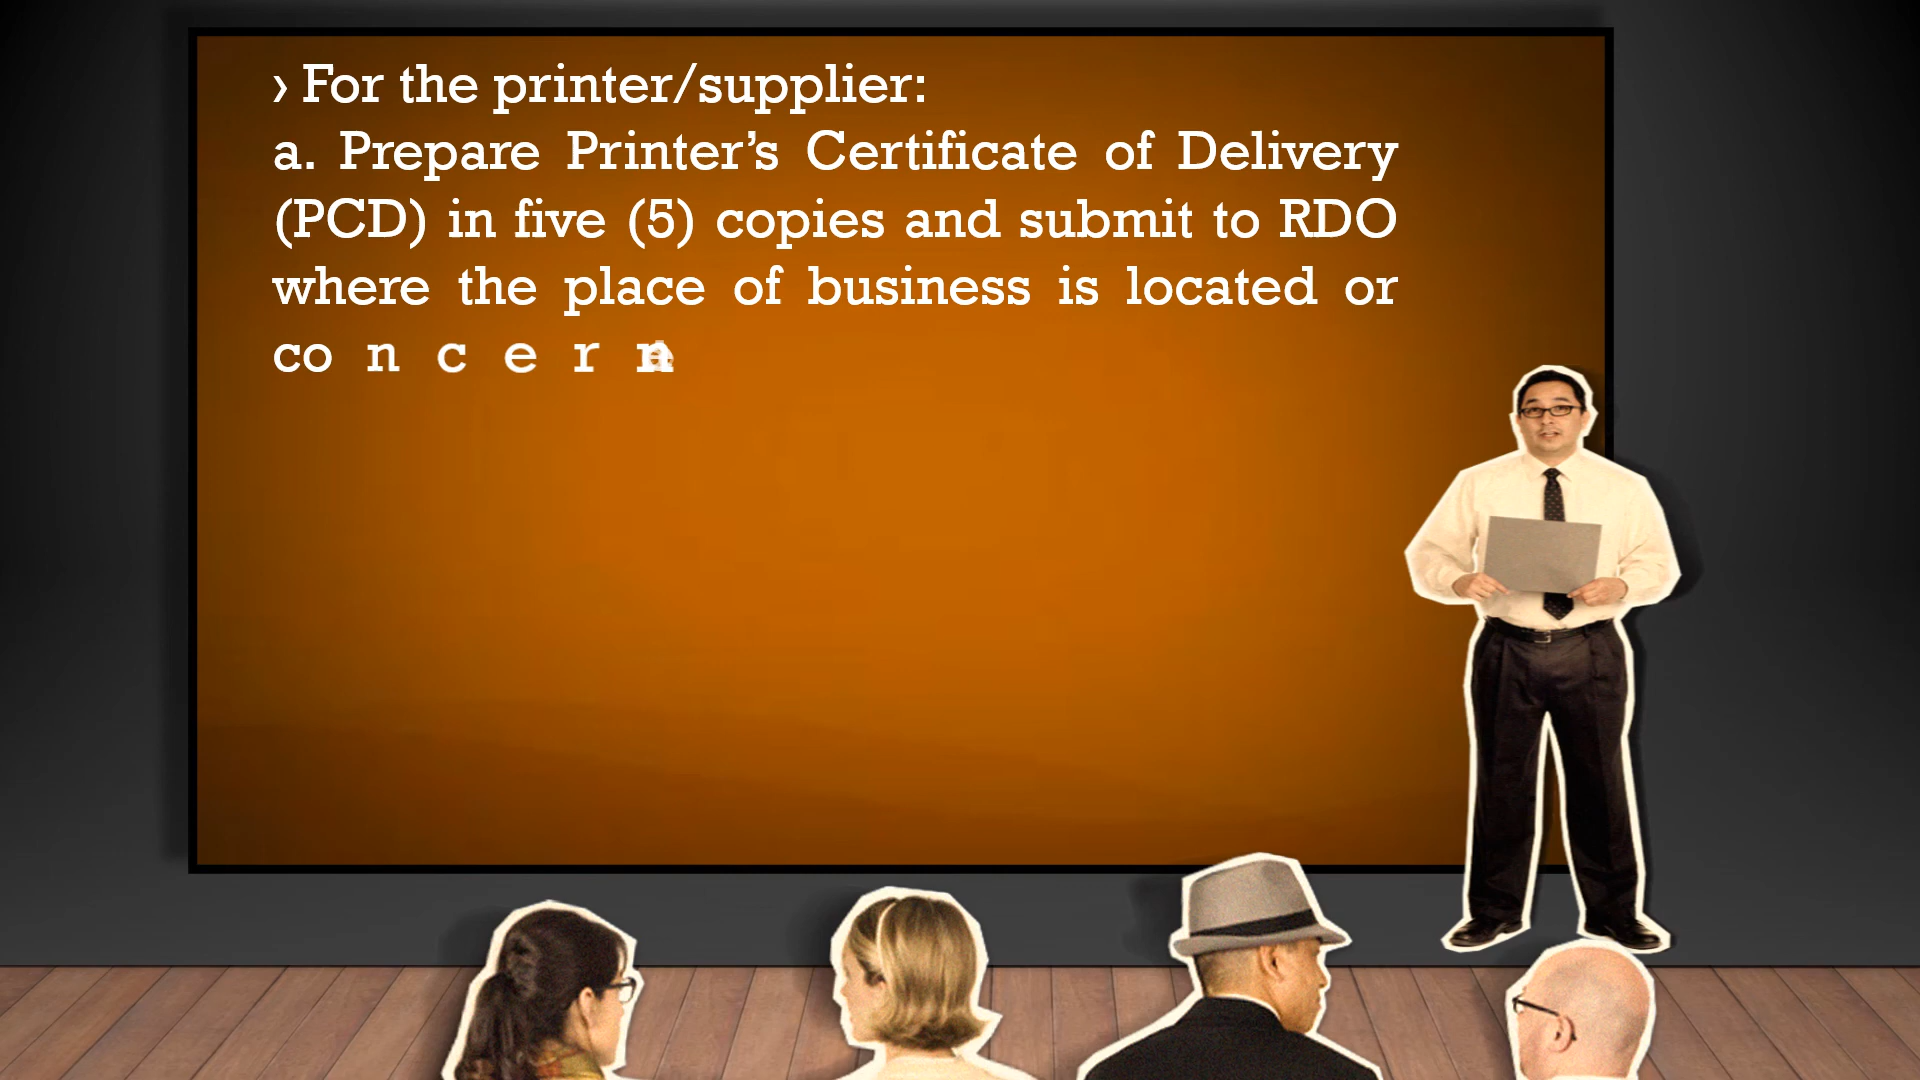 › For the printer/supplier:
a. Prepare Printer’s Certificate of Delivery
(PCD) in five (5) copies and submit to RDO
where the place of business is located or